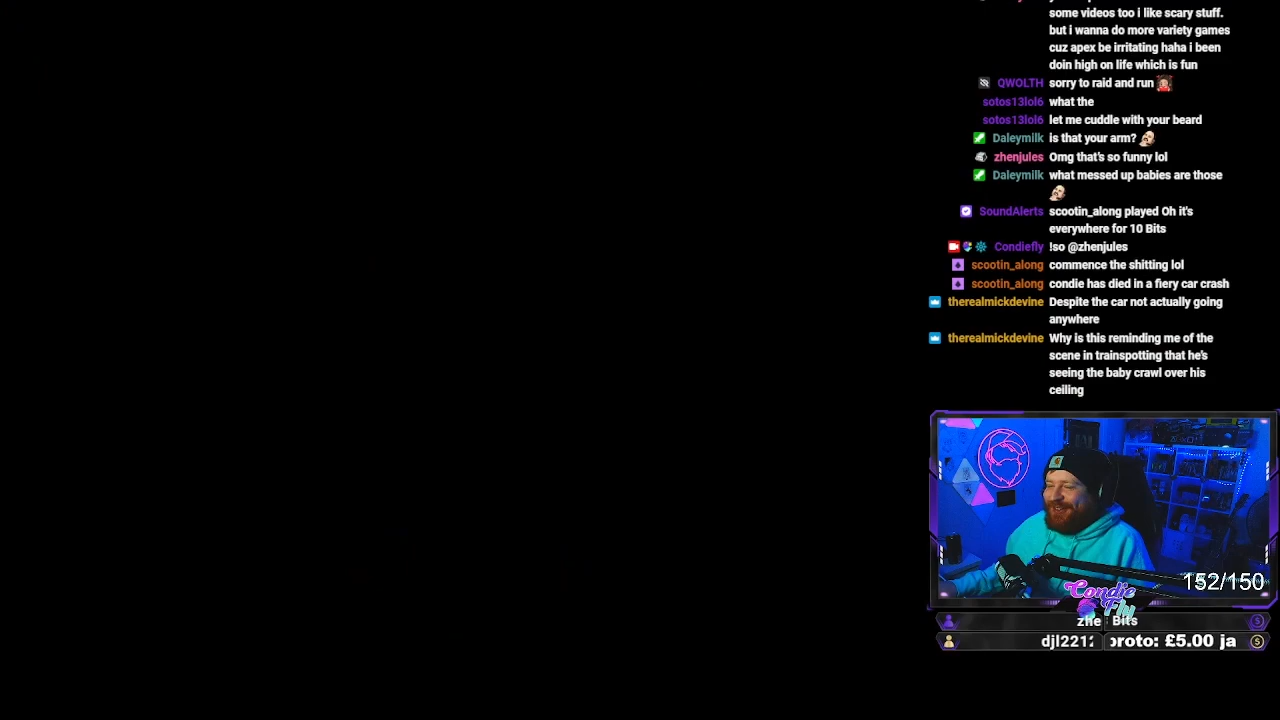 some videos too i like scary stuff.
but i wanna do more variety games
cuz apex be irritating haha i been
doin high on life which is fun
QWOLTH sorry to raid and run
sotos13lol6 what the
sotos13lol6 let me cuddle with your beard
Daleymilk is that your arm?
zhenjules Omg that's so funny lol
Daleymilk what messed up babies are those
SoundAlerts scootin_along played Oh it's
everywhere for 10 Bits
Condiefly !so @zhenjules
scootin_along commence the shitting lol
scootin_along condie has died in a fiery car crash
therealmickdevine Despite the car not actually going
anywhere
therealmickdevine Why is this reminding me of the
scene in trainspotting that he's
seeing the baby crawl over his
ceiling
152/150
Condie
Fly
zhe Bits
djl221 proto: £5.00 ja